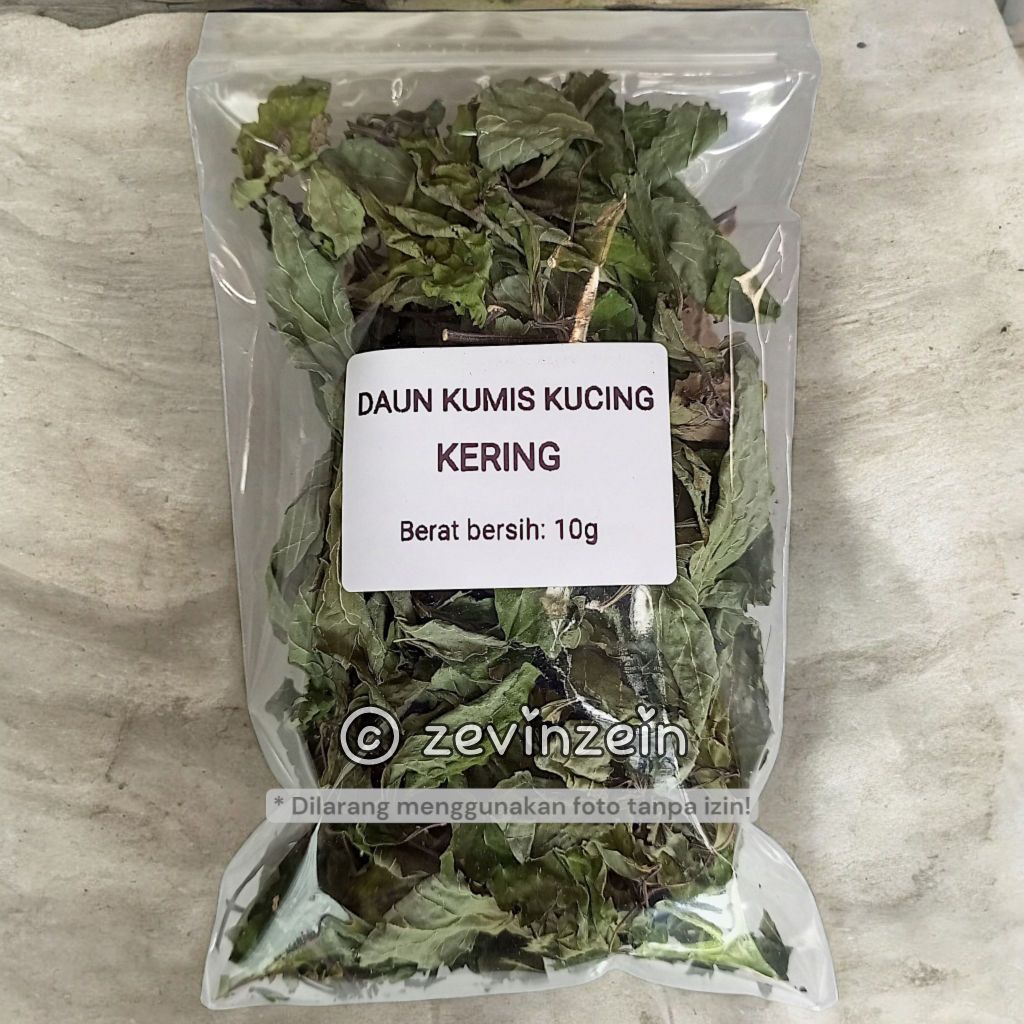 DAUN KUMIS KUCING
KERING
Berat bersih: 10g
© zevinzein
* Dilarang menggunakan foto tanpa izin!